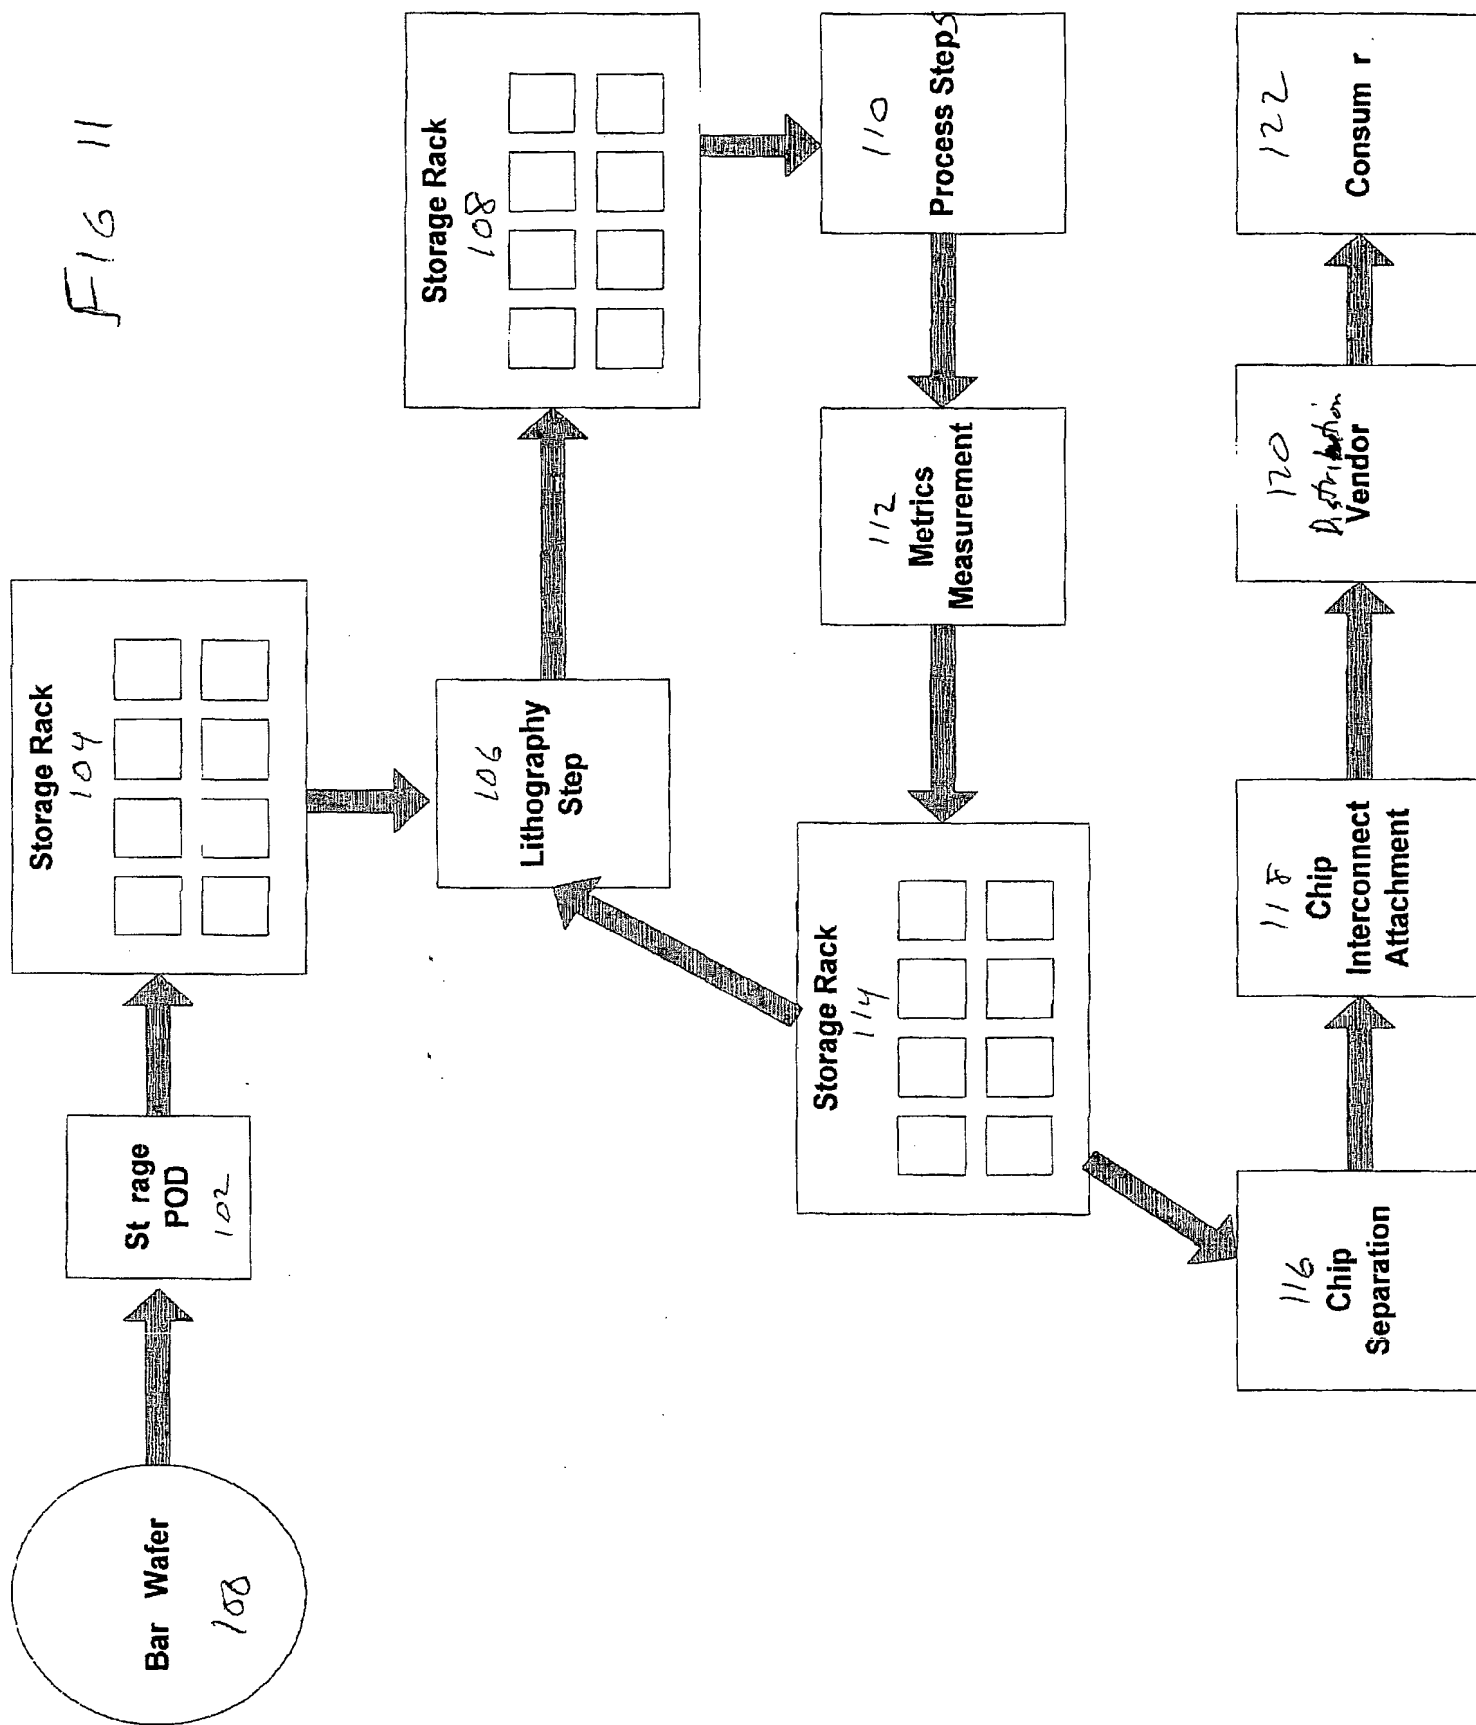 FIG 11
Bar Wafer
100
St rage
POD
102
Storage Rack
104
106
Lithography
Step
Storage Rack
108
110
Process Steps
112
Metrics
Measurement
Storage Rack
114
116
Chip
Separation
118
Chip
Interconnect
Attachment
120
Distribution
Vendor
122
Consum r